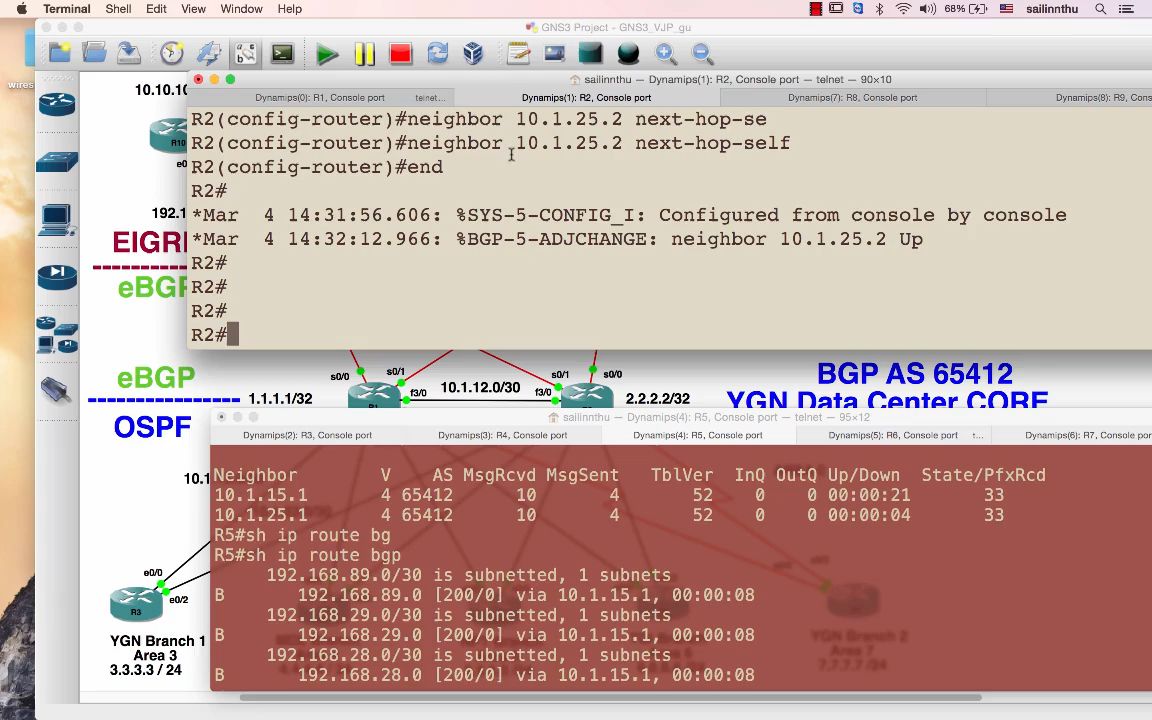 Terminal Shell Edit View Window Help 68% sailinnthu
GNS3 Project - GNS3_VJP_gu
wires
10.10.10
R10
e0/
192.1
EIGR
eBG
eBGP
OSPF
sailinnthu — Dynamips(1): R2, Console port — telnet — 90×10
Dynamips(0): R1, Console port telnet... Dynamips(1): R2, Console port Dynamips(7): R8, Console port Dynamips(8): R9, Cons
R2(config-router)#neighbor 10.1.25.2 next-hop-se
R2(config-router)#neighbor 10.1.25.2 next-hop-self
R2(config-router)#end
R2#
*Mar 4 14:31:56.606: %SYS-5-CONFIG_I: Configured from console by console
*Mar 4 14:32:12.966: %BGP-5-ADJCHANGE: neighbor 10.1.25.2 Up
R2#
R2#
R2#
R2#
s0/0 s0/1 s0/1 s0/0
1.1.1.1/32 f3/0 10.1.12.0/30 f3/0 2.2.2.2/32
BGP AS 65412
YGN Data Center CORE
10.1
e0/0
R3
e0/2
YGN Branch 1
Area 3
3.3.3.3 / 24
sailinnthu — Dynamips(4): R5, Console port — telnet — 95×12
Dynamips(2): R3, Console port Dynamips(3): R4, Console port Dynamips(4): R5, Console port Dynamips(5): R6, Console port Dynamips(6): R7, Console port
Neighbor V AS MsgRcvd MsgSent TblVer InQ OutQ Up/Down State/PfxRcd
10.1.15.1 4 65412 10 4 52 0 0 00:00:21 33
10.1.25.1 4 65412 10 4 52 0 0 00:00:04 33
R5#sh ip route bg
R5#sh ip route bgp
192.168.89.0/30 is subnetted, 1 subnets
B 192.168.89.0 [200/0] via 10.1.15.1, 00:00:08
192.168.29.0/30 is subnetted, 1 subnets
B 192.168.29.0 [200/0] via 10.1.15.1, 00:00:08
192.168.28.0/30 is subnetted, 1 subnets
B 192.168.28.0 [200/0] via 10.1.15.1, 00:00:08
YGN Branch 2
Area 7
7.7.7.7 /24